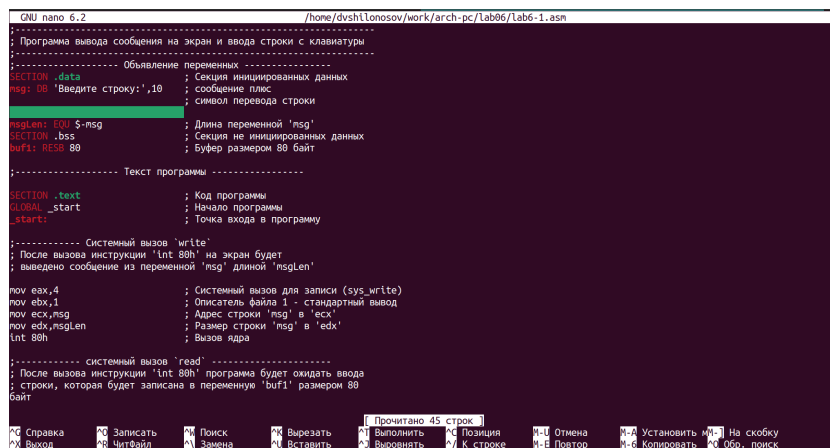 GNU nano 6.2 /home/dvshilonosov/work/arch-pc/lab06/lab6-1.asm
;-----------------------------------------------------------------
; Программа вывода сообщения на экран и ввода строки с клавиатуры
;-----------------------------------------------------------------
;------------------- Объявление переменных ----------------
SECTION .data ; Секция инициированных данных
msg: DB 'Введите строку:',10 ; сообщение плюс
; символ перевода строки
msgLen: EQU $-msg ; Длина переменной 'msg'
SECTION .bss ; Секция не инициированных данных
buf1: RESB 80 ; Буфер размером 80 байт
;------------------- Текст программы -----------------
SECTION .text ; Код программы
GLOBAL _start ; Начало программы
_start: ; Точка входа в программу
;------------ Системный вызов `write`
; После вызова инструкции 'int 80h' на экран будет
; выведено сообщение из переменной 'msg' длиной 'msgLen'
mov eax,4 ; Системный вызов для записи (sys_write)
mov ebx,1 ; Описатель файла 1 - стандартный вывод
mov ecx,msg ; Адрес строки 'msg' в 'ecx'
mov edx,msgLen ; Размер строки 'msg' в 'edx'
int 80h ; Вызов ядра
;------------ системный вызов `read` ----------------------
; После вызова инструкции 'int 80h' программа будет ожидать ввода
; строки, которая будет записана в переменную 'buf1' размером 80
байт
[ Прочитано 45 строк ]
^G Справка ^O Записать ^W Поиск ^K Вырезать ^T Выполнить ^C Позиция M-U Отмена M-A Установить м M-] На скобку
^X Выход ^R ЧитФайл ^\ Замена ^U Вставить ^J Выровнять ^/ К строке M-E Повтор M-6 Копировать ^Q Обр. поиск